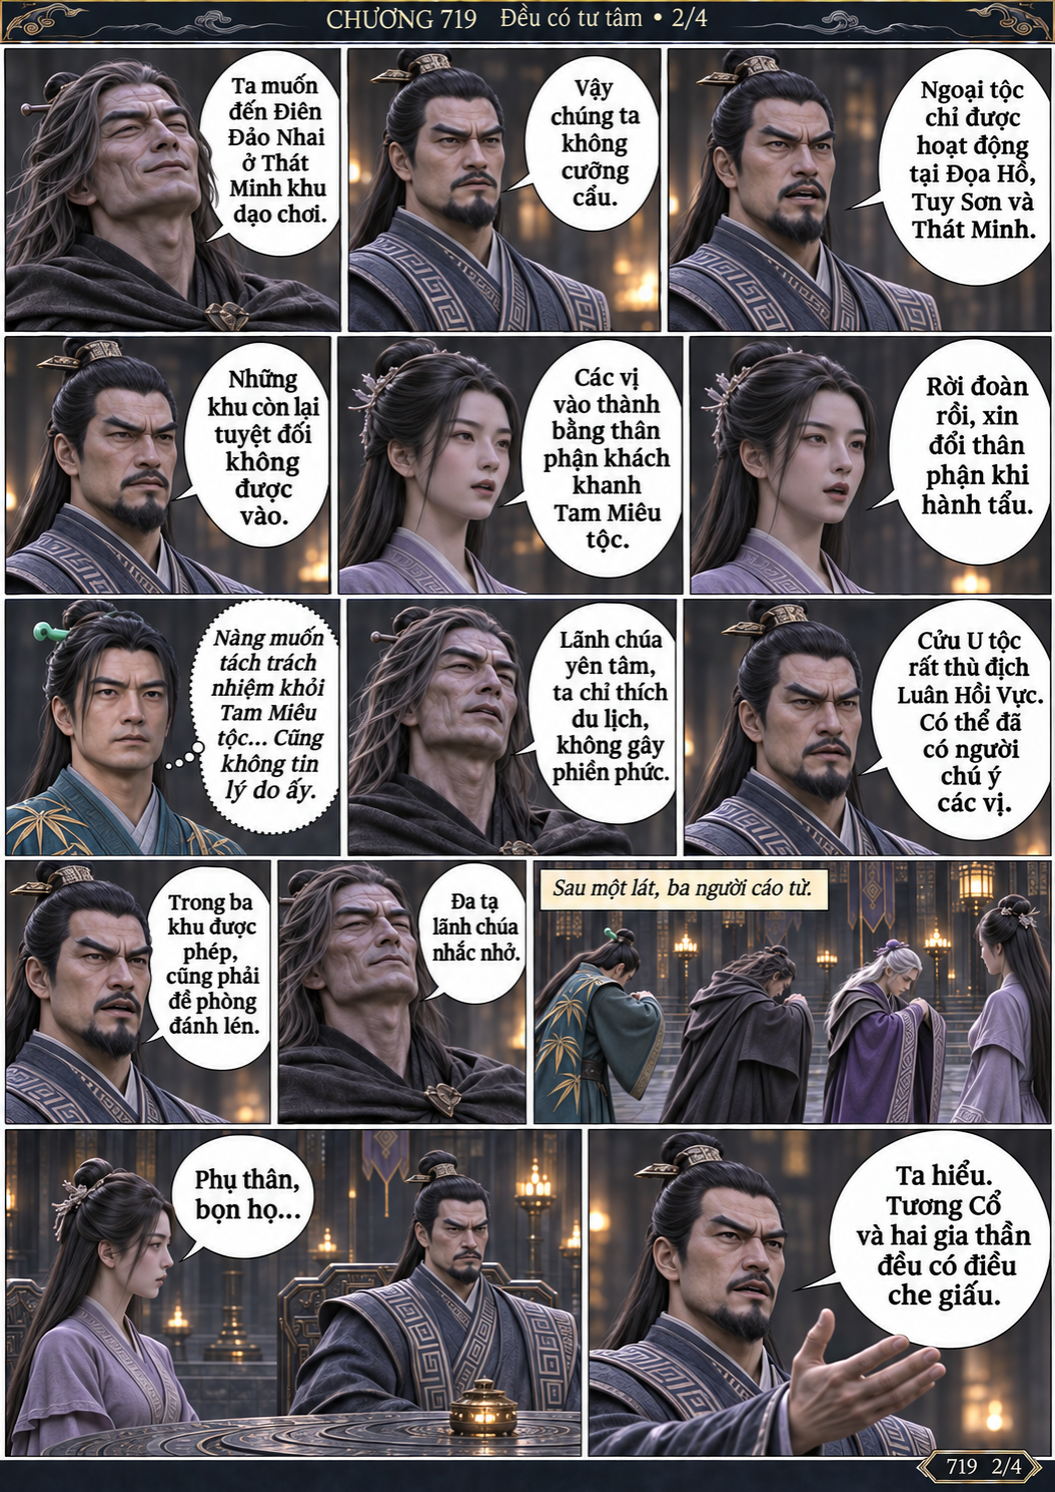 CHƯƠNG 719 Đều có tư tâm • 2/4
Ta muốn
đến Điên
Đảo Nhai
ở Thát
Minh khu
dạo chơi.
Vậy
chúng ta
không
cưỡng
cầu.
Ngoại tộc
chỉ được
hoạt động
tại Đọa Hồ,
Tuy Sơn và
Thát Minh.
Những
khu còn lại
tuyệt đối
không
được
vào.
Các vị
vào thành
bằng thân
phận khách
khanh
Tam Miêu
tộc.
Rời đoàn
rồi, xin
đổi thân
phận khi
hành tẩu.
Nàng muốn
tách trách
nhiệm khỏi
Tam Miêu
tộc... Cũng
không tin
lý do ấy.
Lãnh chúa
yên tâm,
ta chỉ thích
du lịch,
không gây
phiền phức.
Cửu U tộc
rất thù địch
Luân Hồi Vực.
Có thể đã
có người
chú ý
các vị.
Trong ba
khu được
phép,
cũng phải
đề phòng
đánh lén.
Đa tạ
lãnh chúa
nhắc nhở.
Sau một lát, ba người cáo từ.
Phụ thân,
bọn họ...
Ta hiểu.
Tương Cổ
và hai gia thần
đều có điều
che giấu.
719 2/4